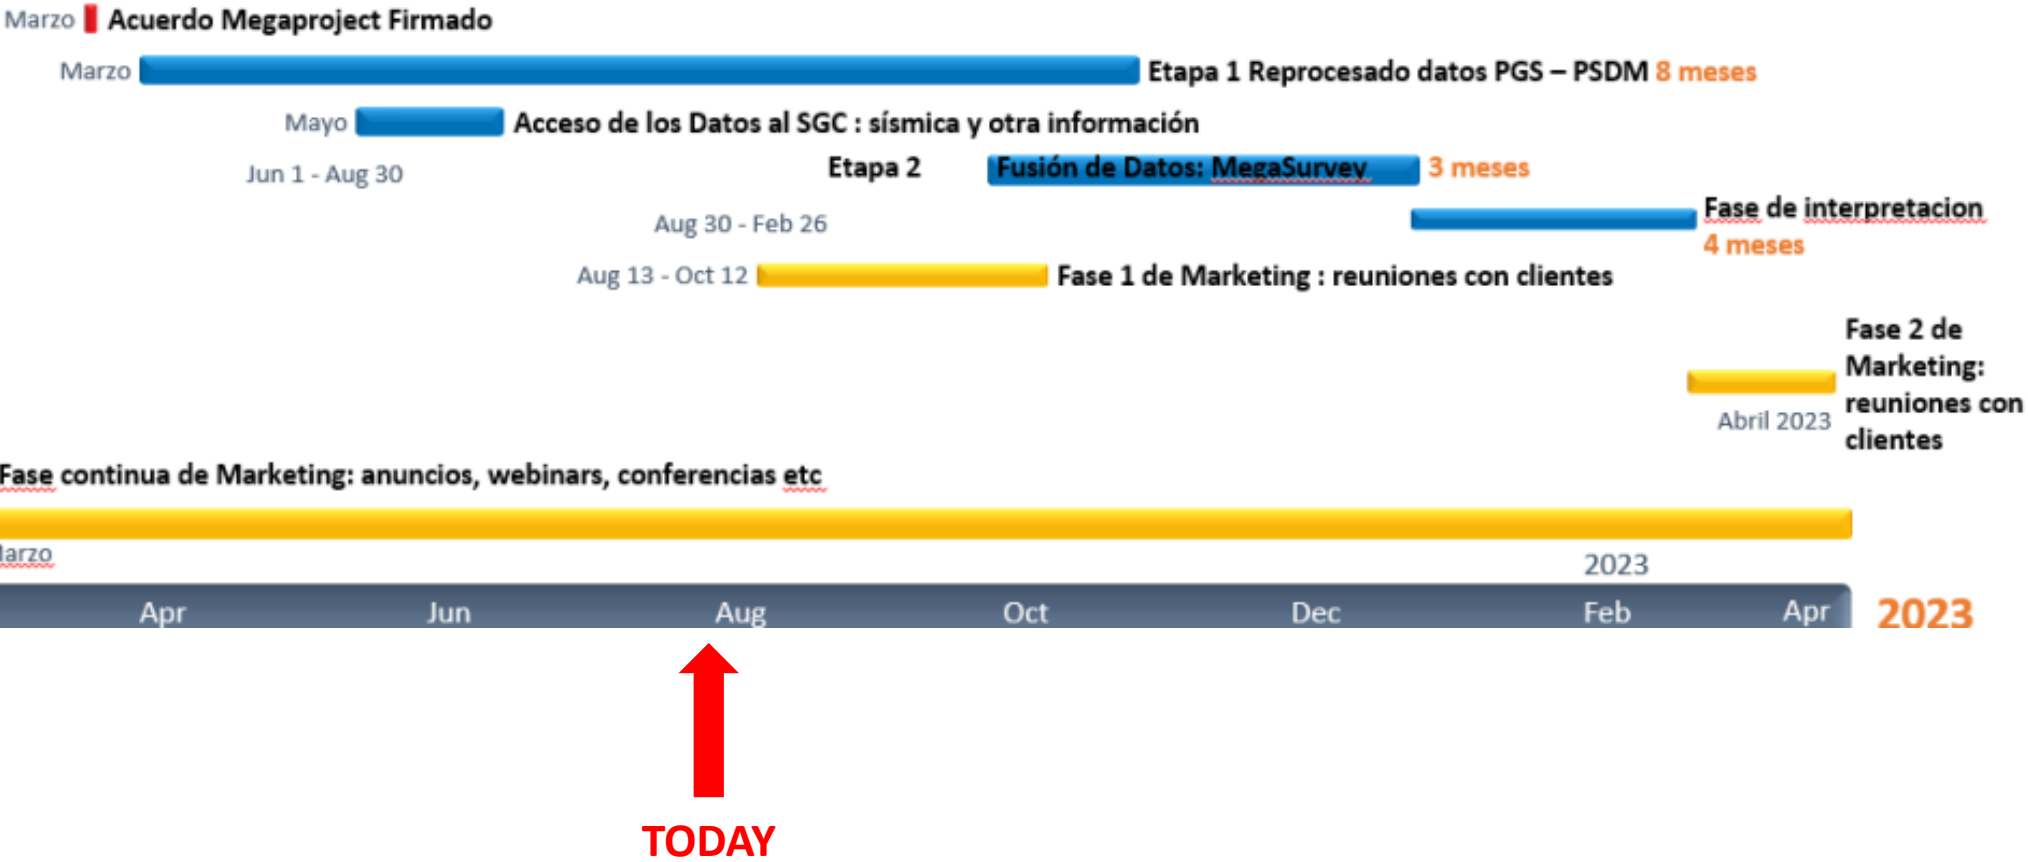 Marzo Acuerdo Megaproject Firmado
Marzo Etapa 1 Reprocesado datos PGS – PSDM 8 meses
Mayo Acceso de los Datos al SGC : sísmica y otra información
Jun 1 - Aug 30 Etapa 2 Fusión de Datos: MegaSurvey 3 meses
Aug 30 - Feb 26 Fase de interpretacion
4 meses
Aug 13 - Oct 12 Fase 1 de Marketing : reuniones con clientes
Fase 2 de
Marketing:
reuniones con
clientes
Abril 2023
Fase continua de Marketing: anuncios, webinars, conferencias etc
arzo
2023
Apr Jun Aug Oct Dec Feb Apr 2023
TODAY